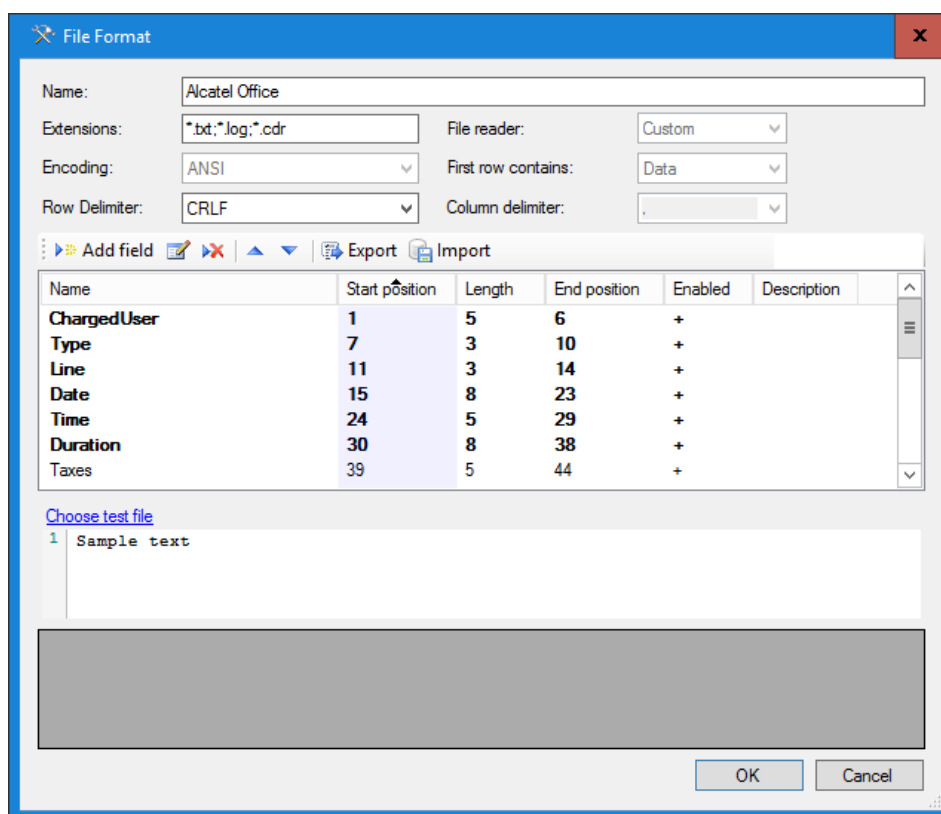 File Format x
Name: Alcatel Office
Extensions: *.txt;*.log;*.cdr File reader: Custom
Encoding: ANSI First row contains: Data
Row Delimiter: CRLF Column delimiter: ,
Add field Export Import
Name Start position Length End position Enabled Description
ChargedUser 1 5 6 +
Type 7 3 10 +
Line 11 3 14 +
Date 15 8 23 +
Time 24 5 29 +
Duration 30 8 38 +
Taxes 39 5 44 +
Choose test file
1 Sample text
OK Cancel